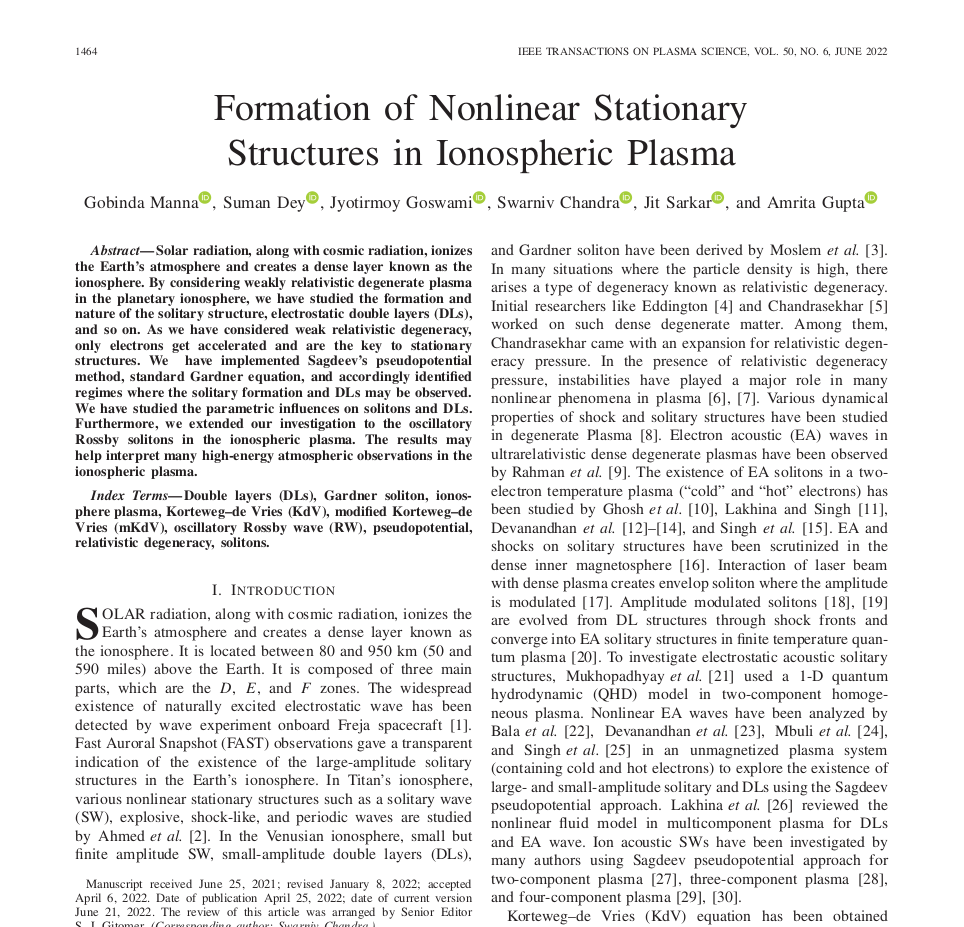 1464
IEEE TRANSACTIONS ON PLASMA SCIENCE, VOL. 50, NO. 6, JUNE 2022
Formation of Nonlinear Stationary
Structures in Ionospheric Plasma
Gobinda Manna, Suman Dey, Jyotirmoy Goswami, Swarniv Chandra, Jit Sarkar, and Amrita Gupta
Abstract—Solar radiation, along with cosmic radiation, ionizes
the Earth's atmosphere and creates a dense layer known as the
ionosphere. By considering weakly relativistic degenerate plasma
in the planetary ionosphere, we have studied the formation and
nature of the solitary structure, electrostatic double layers (DLs),
and so on. As we have considered weak relativistic degeneracy,
only electrons get accelerated and are the key to stationary
structures. We have implemented Sagdeev's pseudopotential
method, standard Gardner equation, and accordingly identified
regimes where the solitary formation and DLs may be observed.
We have studied the parametric influences on solitons and DLs.
Furthermore, we extended our investigation to the oscillatory
Rossby solitons in the ionospheric plasma. The results may
help interpret many high-energy atmospheric observations in the
ionospheric plasma.
Index Terms—Double layers (DLs), Gardner soliton, ionos-
phere plasma, Korteweg–de Vries (KdV), modified Korteweg–de
Vries (mKdV), oscillatory Rossby wave (RW), pseudopotential,
relativistic degeneracy, solitons.
I. INTRODUCTION
SOLAR radiation, along with cosmic radiation, ionizes the
Earth's atmosphere and creates a dense layer known as
the ionosphere. It is located between 80 and 950 km (50 and
590 miles) above the Earth. It is composed of three main
parts, which are the D, E, and F zones. The widespread
existence of naturally excited electrostatic wave has been
detected by wave experiment onboard Freja spacecraft [1].
Fast Auroral Snapshot (FAST) observations gave a transparent
indication of the existence of the large-amplitude solitary
structures in the Earth's ionosphere. In Titan's ionosphere,
various nonlinear stationary structures such as a solitary wave
(SW), explosive, shock-like, and periodic waves are studied
by Ahmed et al. [2]. In the Venusian ionosphere, small but
finite amplitude SW, small-amplitude double layers (DLs),
Manuscript received June 25, 2021; revised January 8, 2022; accepted
April 6, 2022. Date of publication April 25, 2022; date of current version
June 21, 2022. The review of this article was arranged by Senior Editor
S. J. Gitomer. (Corresponding author: Swarniv Chandra.)
and Gardner soliton have been derived by Moslem et al. [3].
In many situations where the particle density is high, there
arises a type of degeneracy known as relativistic degeneracy.
Initial researchers like Eddington [4] and Chandrasekhar [5]
worked on such dense degenerate matter. Among them,
Chandrasekhar came with an expansion for relativistic degen-
eracy pressure. In the presence of relativistic degeneracy
pressure, instabilities have played a major role in many
nonlinear phenomena in plasma [6], [7]. Various dynamical
properties of shock and solitary structures have been studied
in degenerate Plasma [8]. Electron acoustic (EA) waves in
ultrarelativistic dense degenerate plasmas have been observed
by Rahman et al. [9]. The existence of EA solitons in a two-
electron temperature plasma (“cold” and “hot” electrons) has
been studied by Ghosh et al. [10], Lakhina and Singh [11],
Devanandhan et al. [12]–[14], and Singh et al. [15]. EA and
shocks on solitary structures have been scrutinized in the
dense inner magnetosphere [16]. Interaction of laser beam
with dense plasma creates envelop soliton where the amplitude
is modulated [17]. Amplitude modulated solitons [18], [19]
are evolved from DL structures through shock fronts and
converge into EA solitary structures in finite temperature quan-
tum plasma [20]. To investigate electrostatic acoustic solitary
structures, Mukhopadhyay et al. [21] used a 1-D quantum
hydrodynamic (QHD) model in two-component homoge-
neous plasma. Nonlinear EA waves have been analyzed by
Bala et al. [22], Devanandhan et al. [23], Mbuli et al. [24],
and Singh et al. [25] in an unmagnetized plasma system
(containing cold and hot electrons) to explore the existence of
large- and small-amplitude solitary and DLs using the Sagdeev
pseudopotential approach. Lakhina et al. [26] reviewed the
nonlinear fluid model in multicomponent plasma for DLs
and EA wave. Ion acoustic SWs have been investigated by
many authors using Sagdeev pseudopotential approach for
two-component plasma [27], three-component plasma [28],
and four-component plasma [29], [30].
Korteweg–de Vries (KdV) equation has been obtained